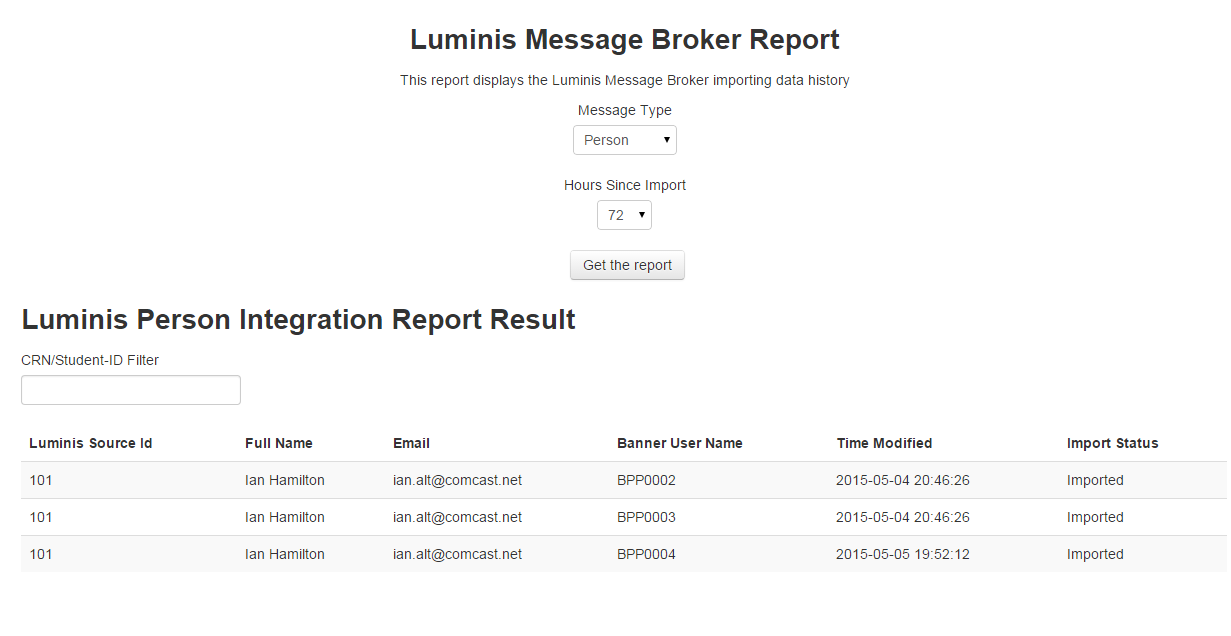 Luminis Message Broker Report
This report displays the Luminis Message Broker importing data history
Message Type
Person
Hours Since Import
72
Get the report
Luminis Person Integration Report Result
CRN/Student-ID Filter
Luminis Source Id Full Name Email Banner User Name Time Modified Import Status
101 Ian Hamilton ian.alt@comcast.net BPP0002 2015-05-04 20:46:26 Imported
101 Ian Hamilton ian.alt@comcast.net BPP0003 2015-05-04 20:46:26 Imported
101 Ian Hamilton ian.alt@comcast.net BPP0004 2015-05-05 19:52:12 Imported